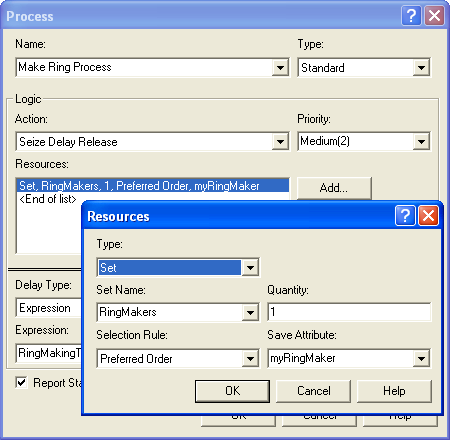 Process
Name: Type:
Make Ring Process Standard
Logic
Action: Priority:
Seize Delay Release Medium(2)
Resources:
Set, RingMakers, 1, Preferred Order, myRingMaker Add...
<End of list>
Resources
Type:
Set
Delay Type: Set Name: Quantity:
Expression RingMakers 1
Expression: Selection Rule: Save Attribute:
RingMakingT Preferred Order myRingMaker
Report Sta OK Cancel Help
OK Cancel Help